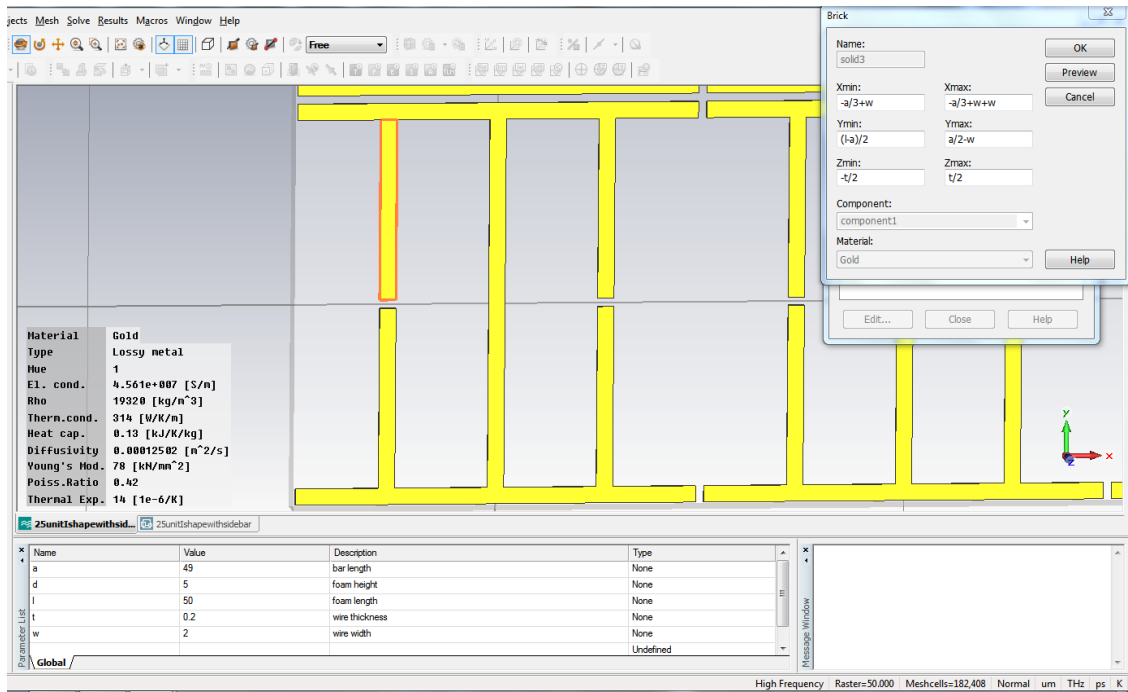 jects Mesh Solve Results Macros Window Help
Free
Brick
Name:
solid3
OK
Preview
Xmin: Xmax:
-a/3+w -a/3+w+w
Cancel
Ymin: Ymax:
(l-a)/2 a/2-w
Zmin: Zmax:
-t/2 t/2
Component:
component1
Material:
Gold
Help
Edit... Close Help
Material Gold
Type Lossy metal
Mue 1
El. cond. 4.561e+007 [S/m]
Rho 19320 [kg/m^3]
Therm.cond. 314 [W/K/m]
Heat cap. 0.13 [kJ/K/kg]
Diffusivity 0.00012502 [m^2/s]
Young's Mod. 78 [kN/mm^2]
Poiss.Ratio 0.42
Thermal Exp. 14 [1e-6/K]
y
x
z
25unitIshapewithsid... 25unitIshapewithsidebar
Name Value Description Type
a 49 bar length None
d 5 foam height None
l 50 foam length None
t 0.2 wire thickness None
w 2 wire width None
Undefined
Global
Parameter List
Message Window
High Frequency Raster=50.000 Meshcells=182,408 Normal um THz ps K